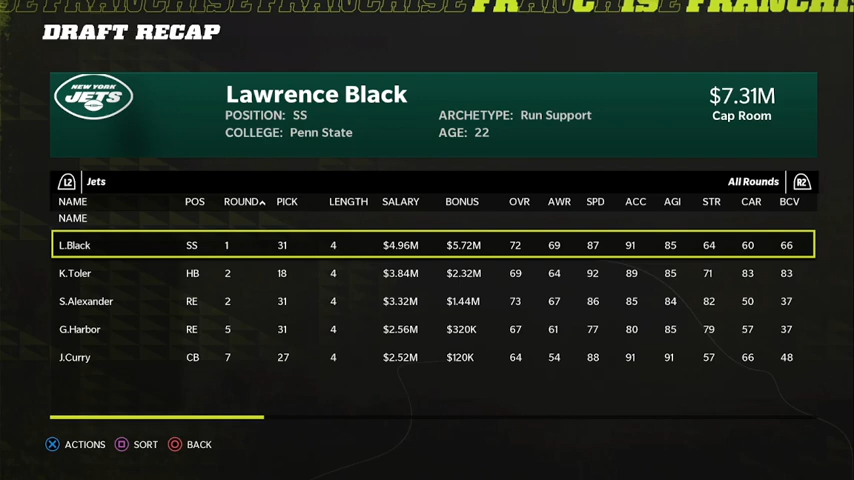 FRANCHISE FRANCHISE FRANCHISE FRANCHISE
DRAFT RECAP
NEW YORK JETS
Lawrence Black
POSITION: SS ARCHETYPE: Run Support
COLLEGE: Penn State AGE: 22
$7.31M
Cap Room
L2 Jets All Rounds R2
NAME POS ROUND PICK LENGTH SALARY BONUS OVR AWR SPD ACC AGI STR CAR BCV
NAME
L.Black SS 1 31 4 $4.96M $5.72M 72 69 87 91 85 64 60 66
K.Toler HB 2 18 4 $3.84M $2.32M 69 64 92 89 85 71 83 83
S.Alexander RE 2 31 4 $3.32M $1.44M 73 67 86 85 84 82 50 37
G.Harbor RE 5 31 4 $2.56M $320K 67 61 77 80 85 79 57 37
J.Curry CB 7 27 4 $2.52M $120K 64 54 88 91 91 57 66 48
ACTIONS SORT BACK